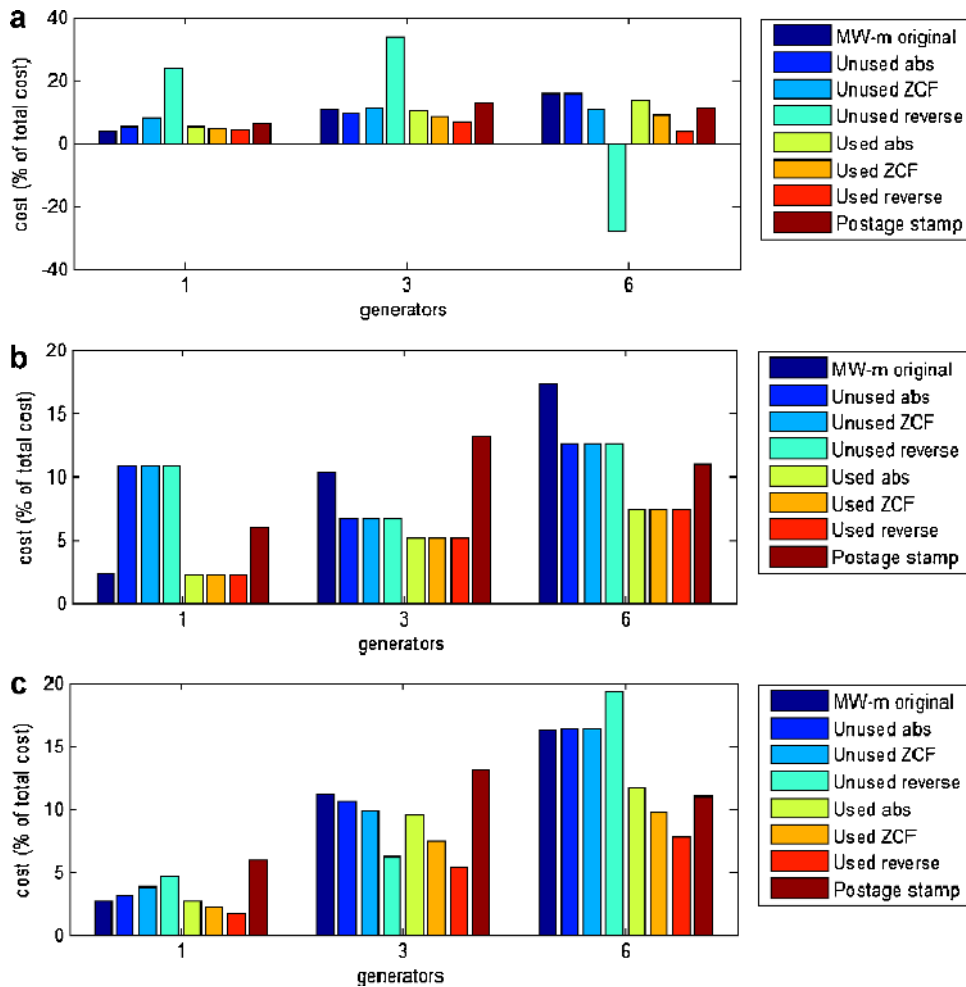 a
40
20
0
-20
-40
cost (% of total cost)
1
3
6
generators
MW-m original
Unused abs
Unused ZCF
Unused reverse
Used abs
Used ZCF
Used reverse
Postage stamp
b
20
15
10
5
0
cost (% of total cost)
1
3
6
generators
MW-m original
Unused abs
Unused ZCF
Unused reverse
Used abs
Used ZCF
Used reverse
Postage stamp
c
20
15
10
5
0
cost (% of total cost)
1
3
6
generators
MW-m original
Unused abs
Unused ZCF
Unused reverse
Used abs
Used ZCF
Used reverse
Postage stamp